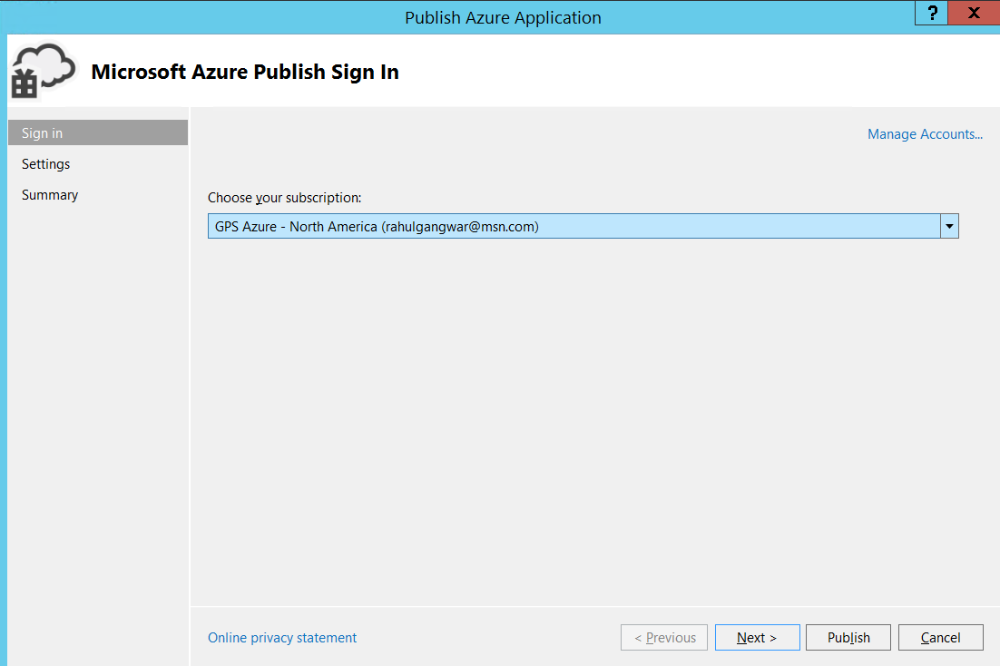 Publish Azure Application
? X
Microsoft Azure Publish Sign In
Sign in
Settings
Summary
Manage Accounts...
Choose your subscription:
GPS Azure - North America (rahulgangwar@msn.com)
Online privacy statement
< Previous
Next >
Publish
Cancel